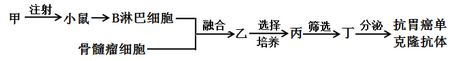 甲 注射 小鼠 B淋巴细胞
骨髓瘤细胞
融合 乙 选择 培养 丙 筛选 丁 分泌 抗胃癌单
克隆抗体